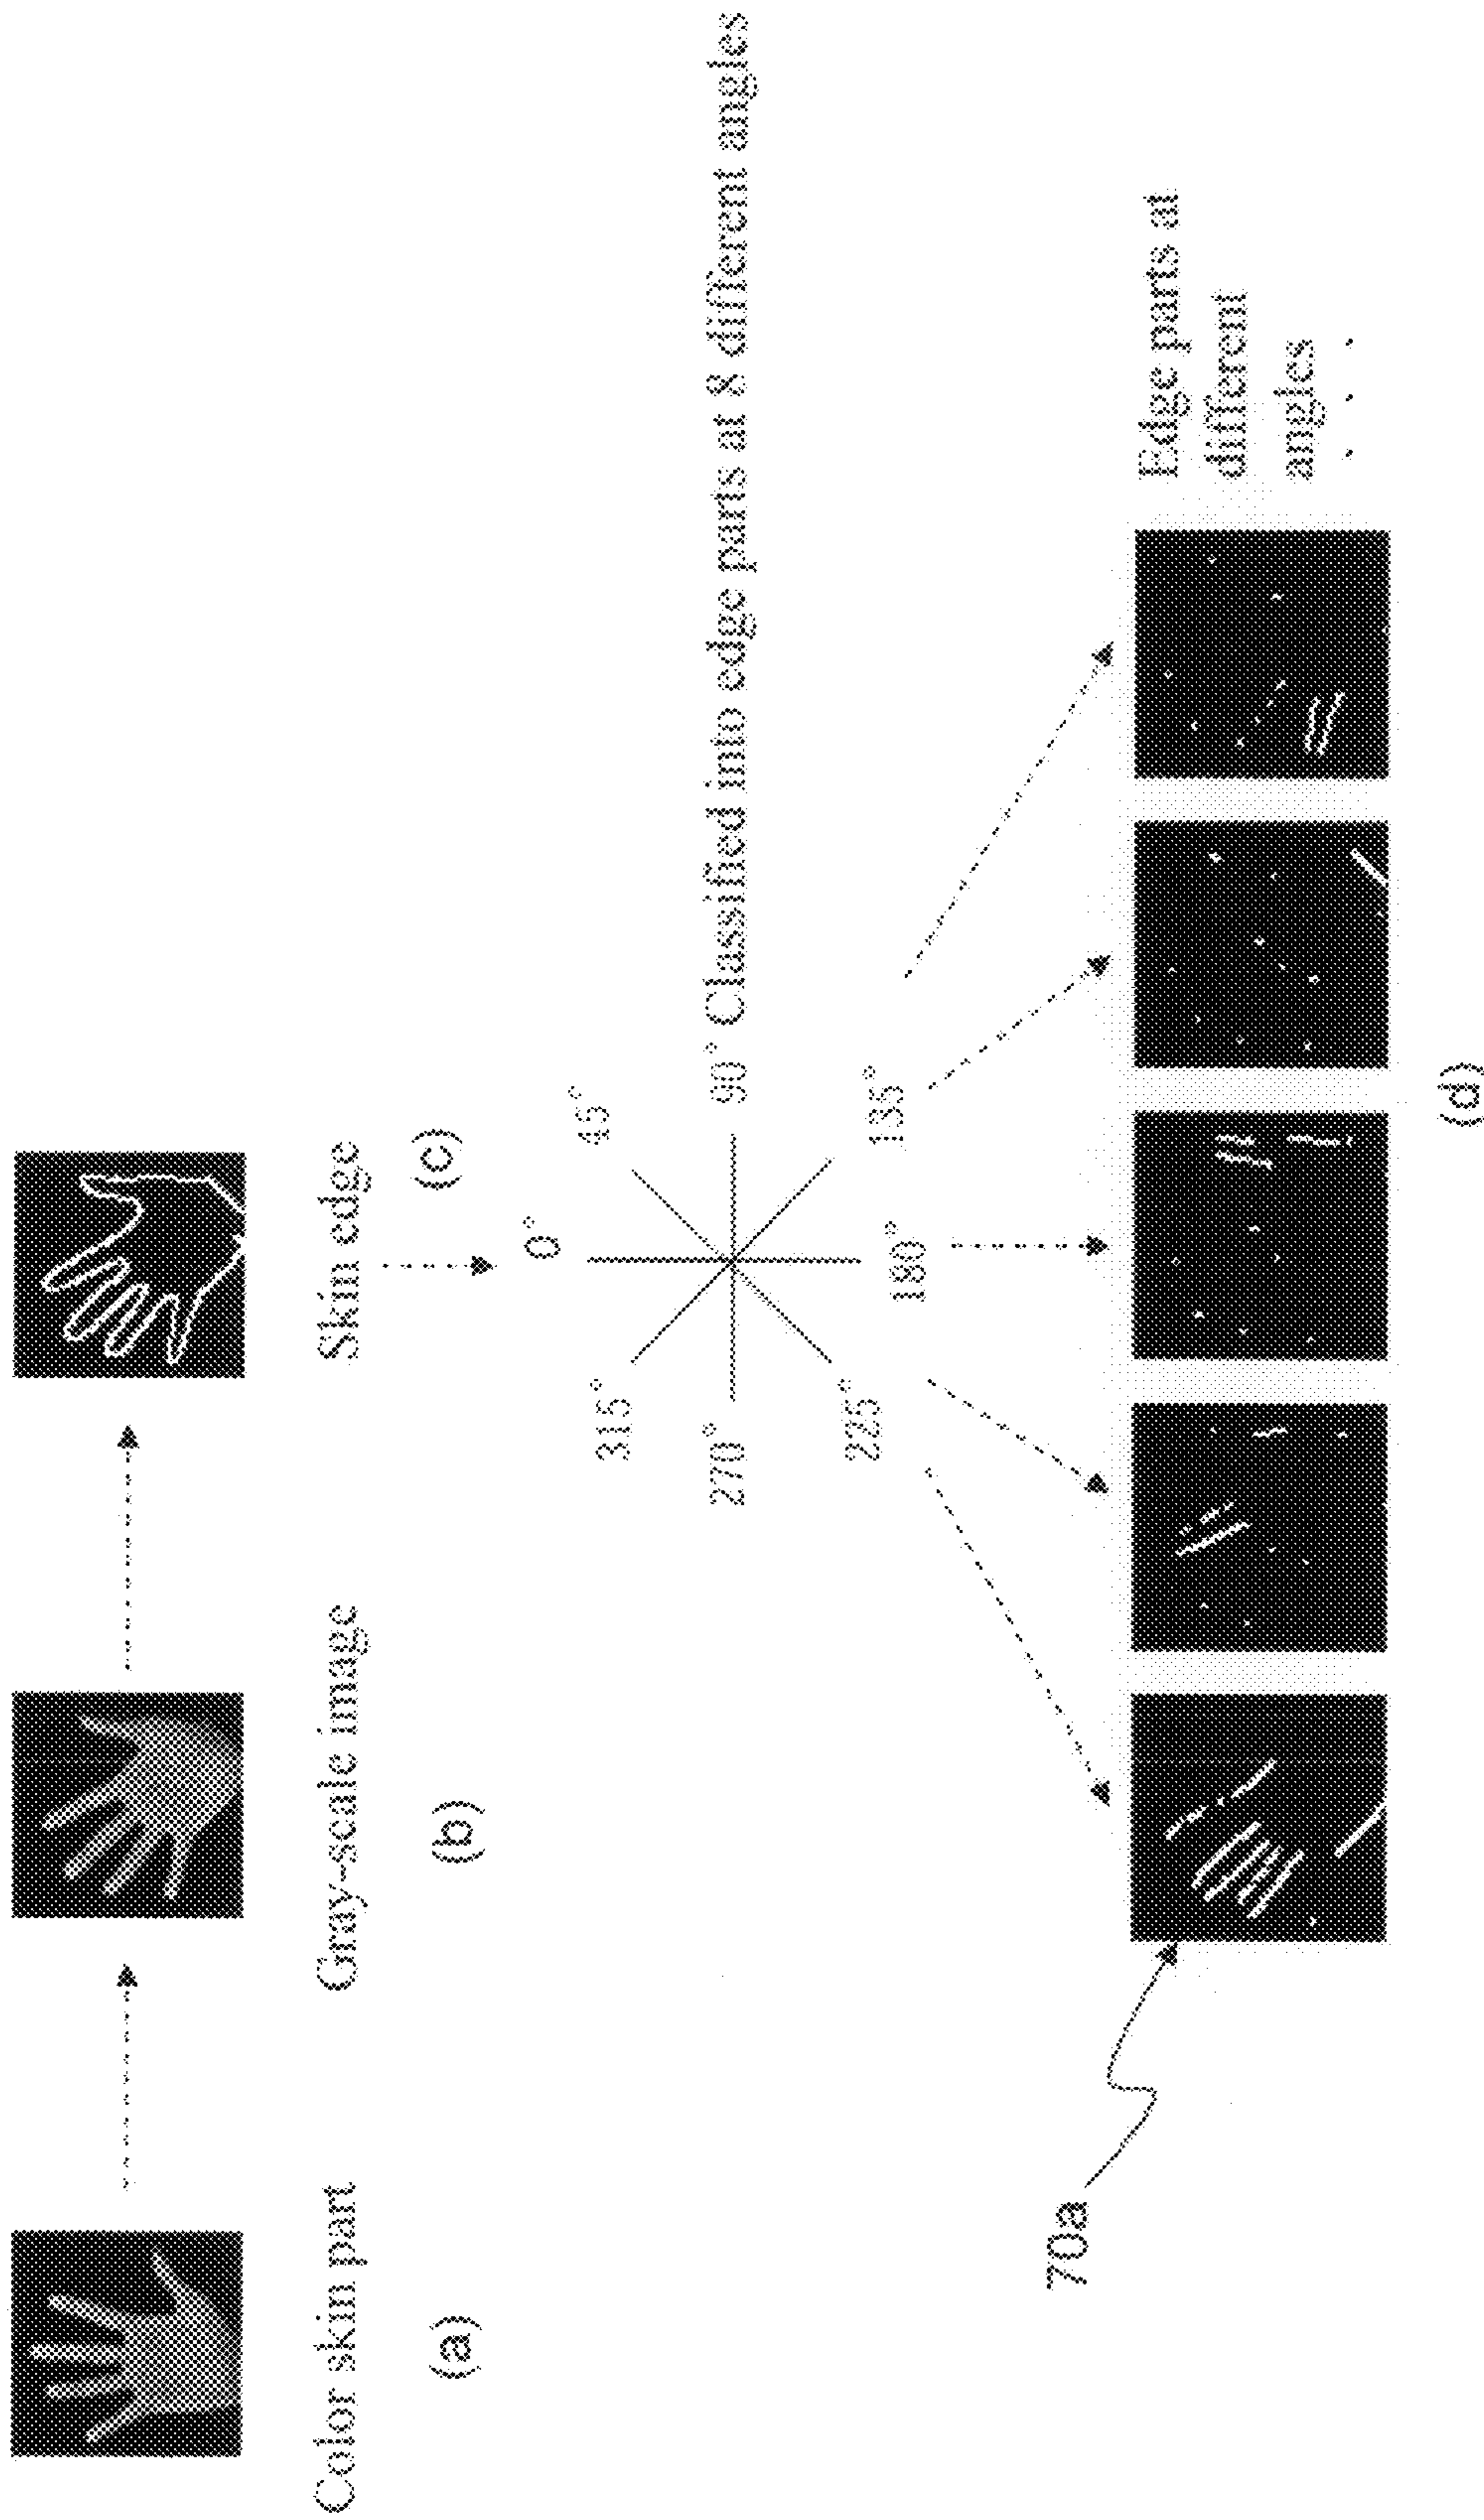 Color skin part
(a)
Gray-scale image
(b)
Skin edge
(c)
0°
45°
90°
135°
180°
225°
270°
315°
Classified into edge parts at 8 different angles
70a
Edge parts at
different
angles
. . .
(d)